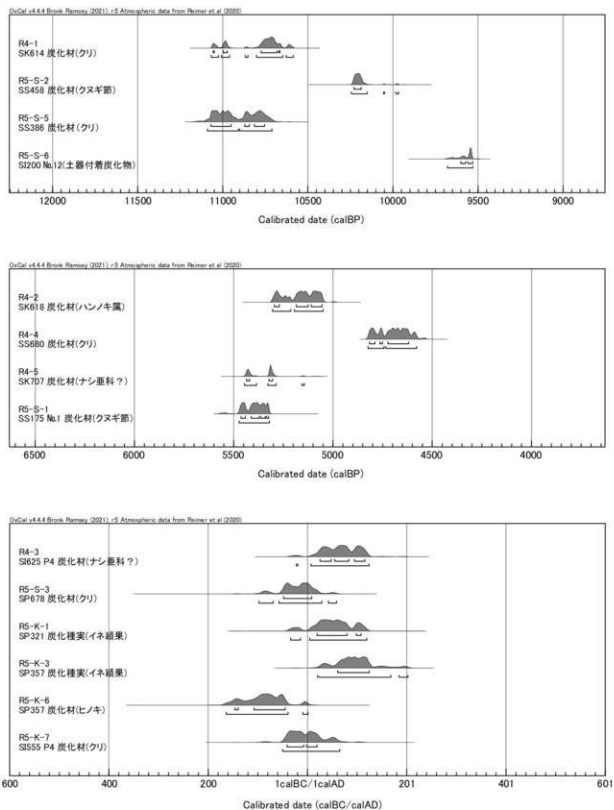 OxCal v4.4.4 Bronk Ramsey (2021); r:5 Atmospheric data from Reimer et al (2020)
R4-1
SK614 炭化材(クリ)
R5-S-2
SS458 炭化材(クヌギ節)
R5-S-5
SS386 炭化材(クリ)
R5-S-6
SI200 No.12(土器付着炭化物)
12000 11500 11000 10500 10000 9500 9000
Calibrated date (calBP)
OxCal v4.4.4 Bronk Ramsey (2021); r:5 Atmospheric data from Reimer et al (2020)
R4-2
SK618 炭化材(ハンノキ属)
R4-4
SS680 炭化材(クリ)
R4-5
SK707 炭化材(ナシ亜科?)
R5-S-1
SS175 No.1 炭化材(クヌギ節)
6500 6000 5500 5000 4500 4000
Calibrated date (calBP)
OxCal v4.4.4 Bronk Ramsey (2021); r:5 Atmospheric data from Reimer et al (2020)
R4-3
SI625 P4 炭化材(ナシ亜科?)
R5-S-3
SP678 炭化材(クリ)
R5-K-1
SP321 炭化種実(イネ穎果)
R5-K-3
SP357 炭化種実(イネ穎果)
R5-K-6
SP357 炭化材(ヒノキ)
R5-K-7
SI555 P4 炭化材(クリ)
600 400 200 1calBC/1calAD 201 401 601
Calibrated date (calBC/calAD)